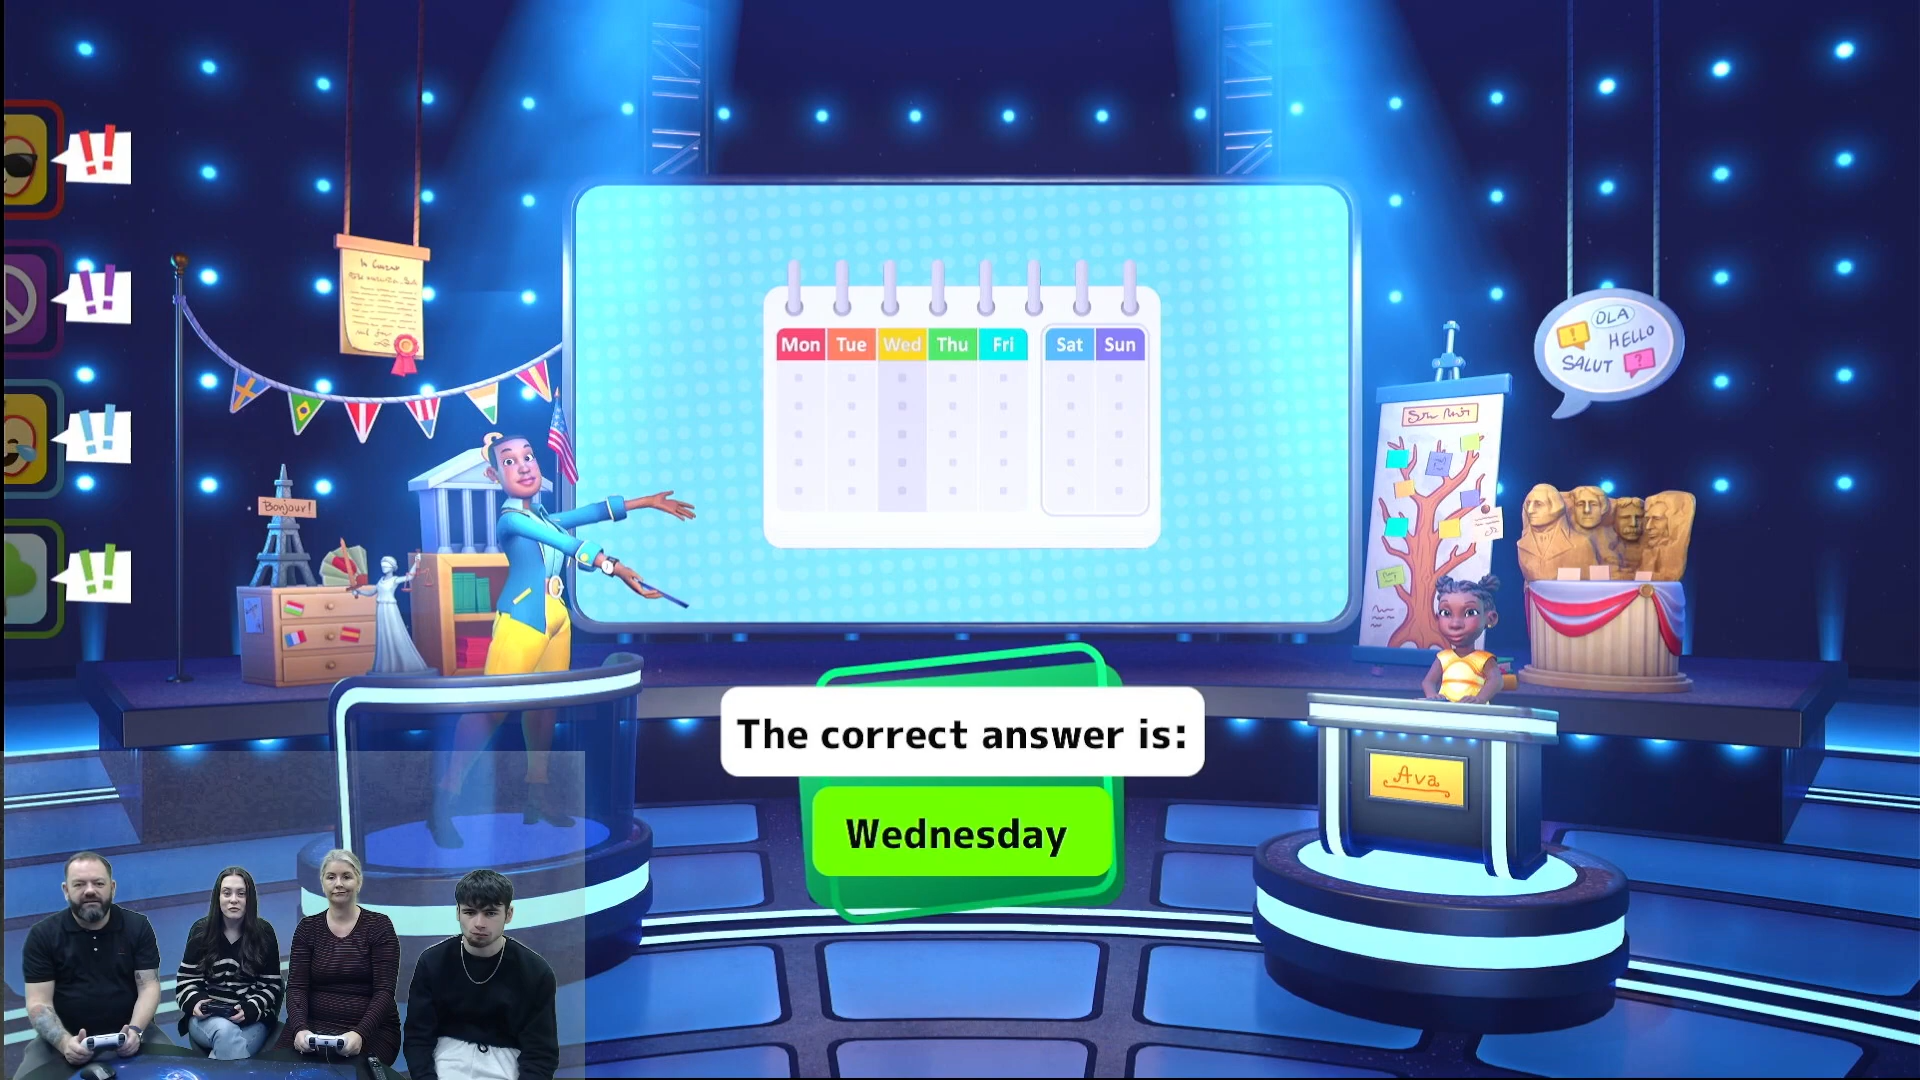 OLA
HELLO
SALUT
Mon Tue Wed Thu Fri Sat Sun
Bonjour!
The correct answer is:
Wednesday
Ava